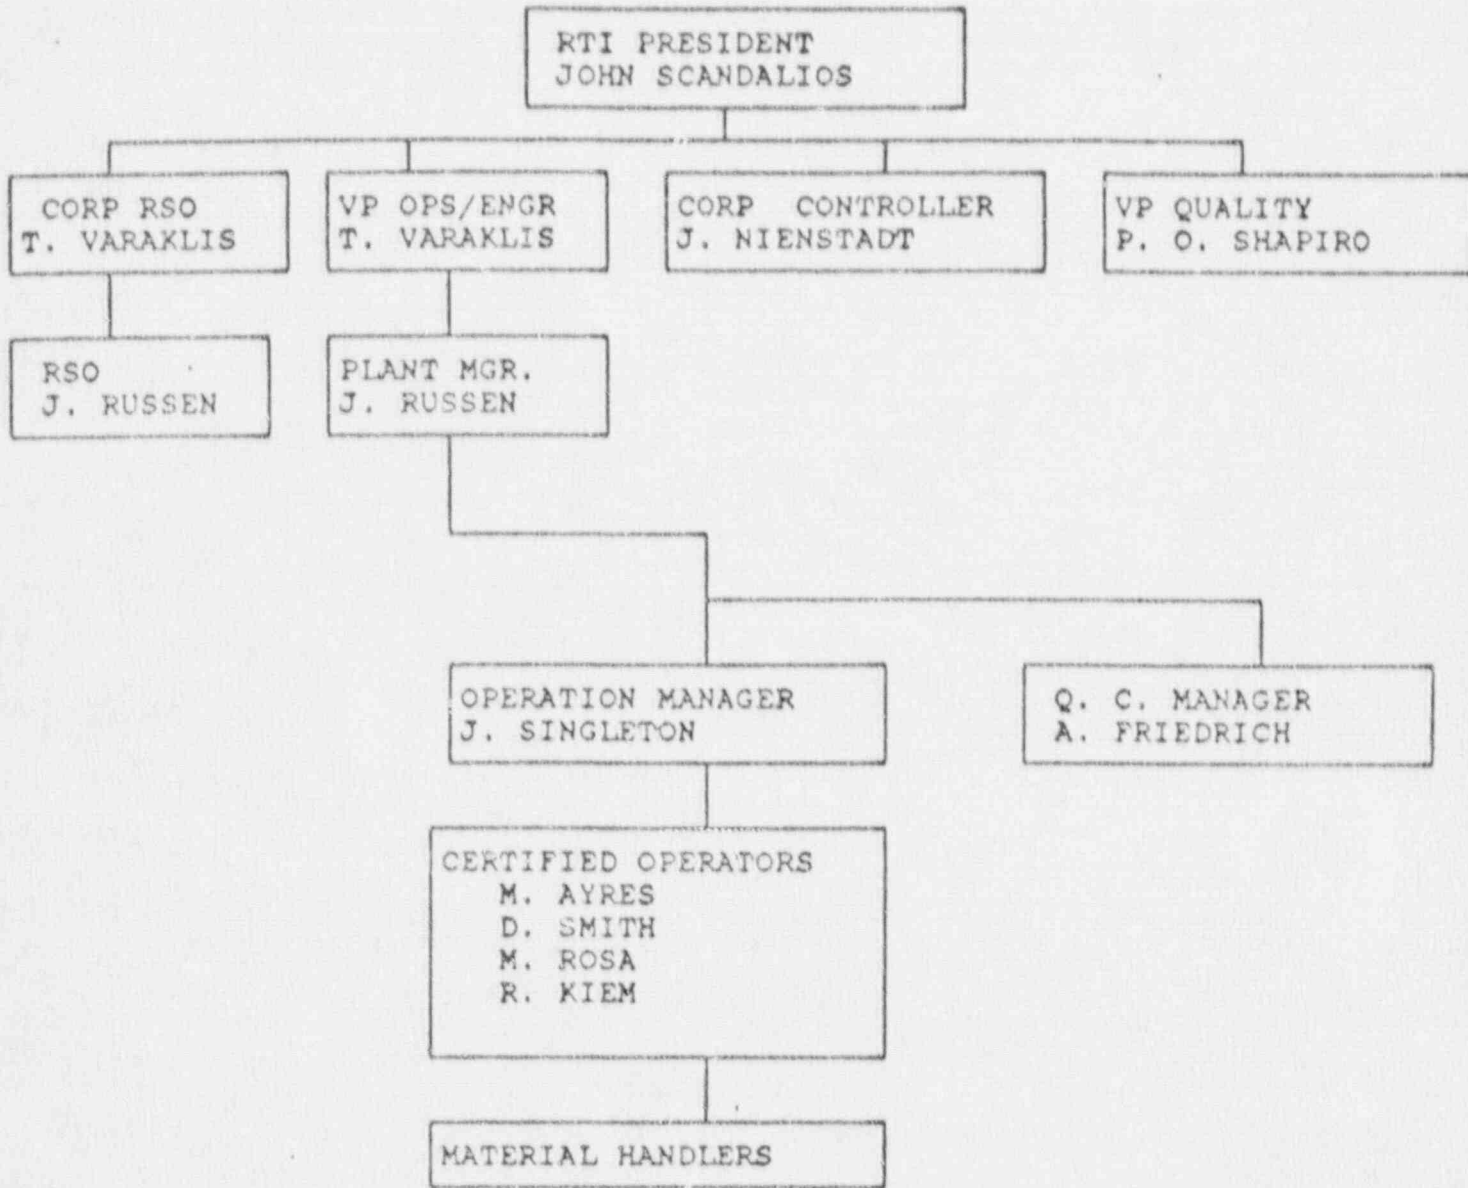 RTI PRESIDENT
JOHN SCANDALIOS
CORP RSO
T. VARAKLIS
VP OPS/ENGR
T. VARAKLIS
CORP CONTROLLER
J. NIENSTADT
VP QUALITY
P. O. SHAPIRO
RSO
J. RUSSEN
PLANT MGR.
J. RUSSEN
OPERATION MANAGER
J. SINGLETON
Q. C. MANAGER
A. FRIEDRICH
CERTIFIED OPERATORS
M. AYRES
D. SMITH
M. ROSA
R. KIEM
MATERIAL HANDLERS